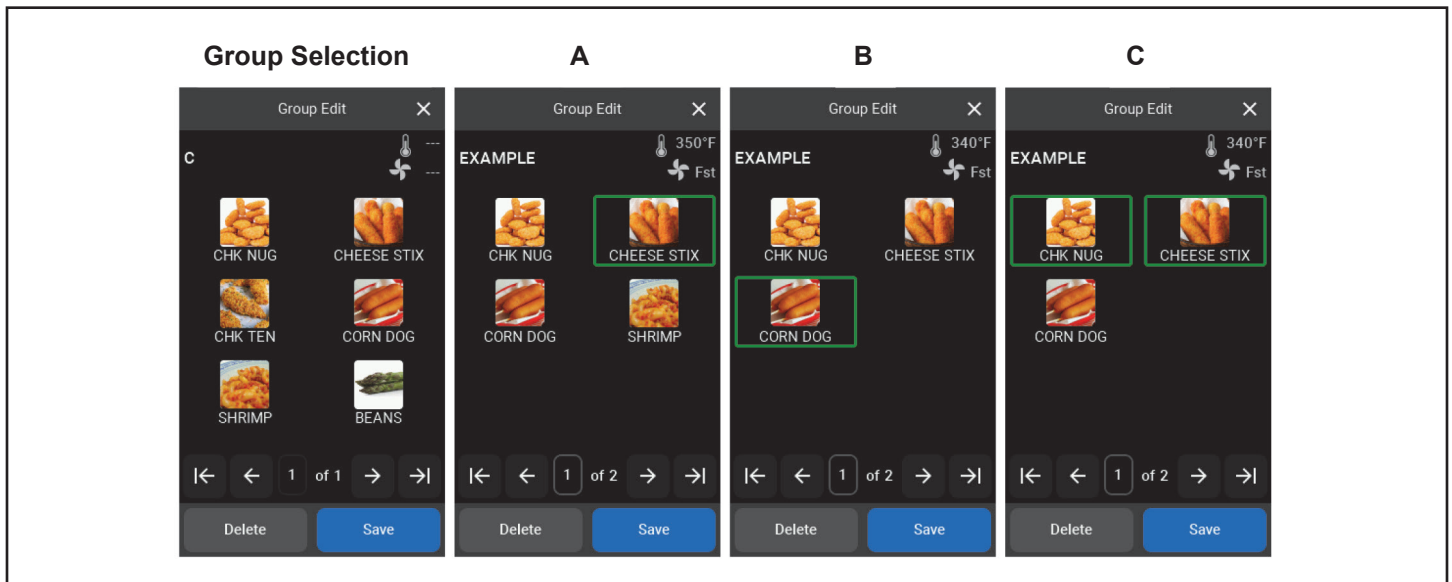 Group Selection
A
B
C
Group Edit
C
---
---
CHK NUG
CHEESE STIX
CHK TEN
CORN DOG
SHRIMP
BEANS
1 of 1
Delete
Save
Group Edit
EXAMPLE
350°F
Fst
CHK NUG
CHEESE STIX
CORN DOG
SHRIMP
1 of 2
Delete
Save
Group Edit
EXAMPLE
340°F
Fst
CHK NUG
CHEESE STIX
CORN DOG
1 of 2
Delete
Save
Group Edit
EXAMPLE
340°F
Fst
CHK NUG
CHEESE STIX
CORN DOG
1 of 2
Delete
Save